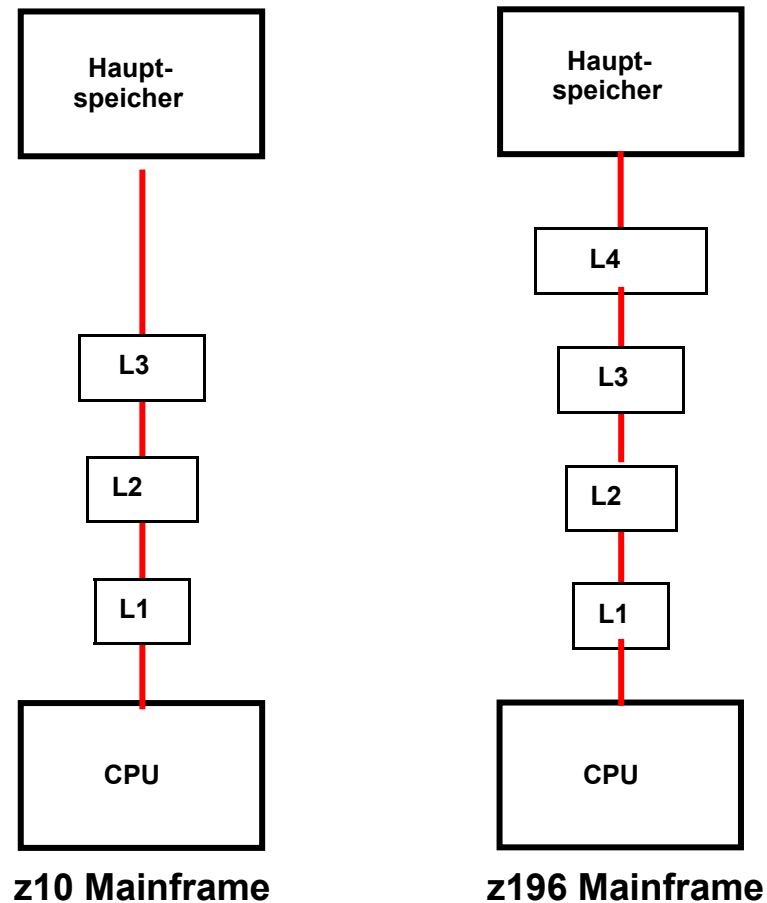 Haupt-
speicher
L3
L2
L1
CPU
z10 Mainframe
Haupt-
speicher
L4
L3
L2
L1
CPU
z196 Mainframe